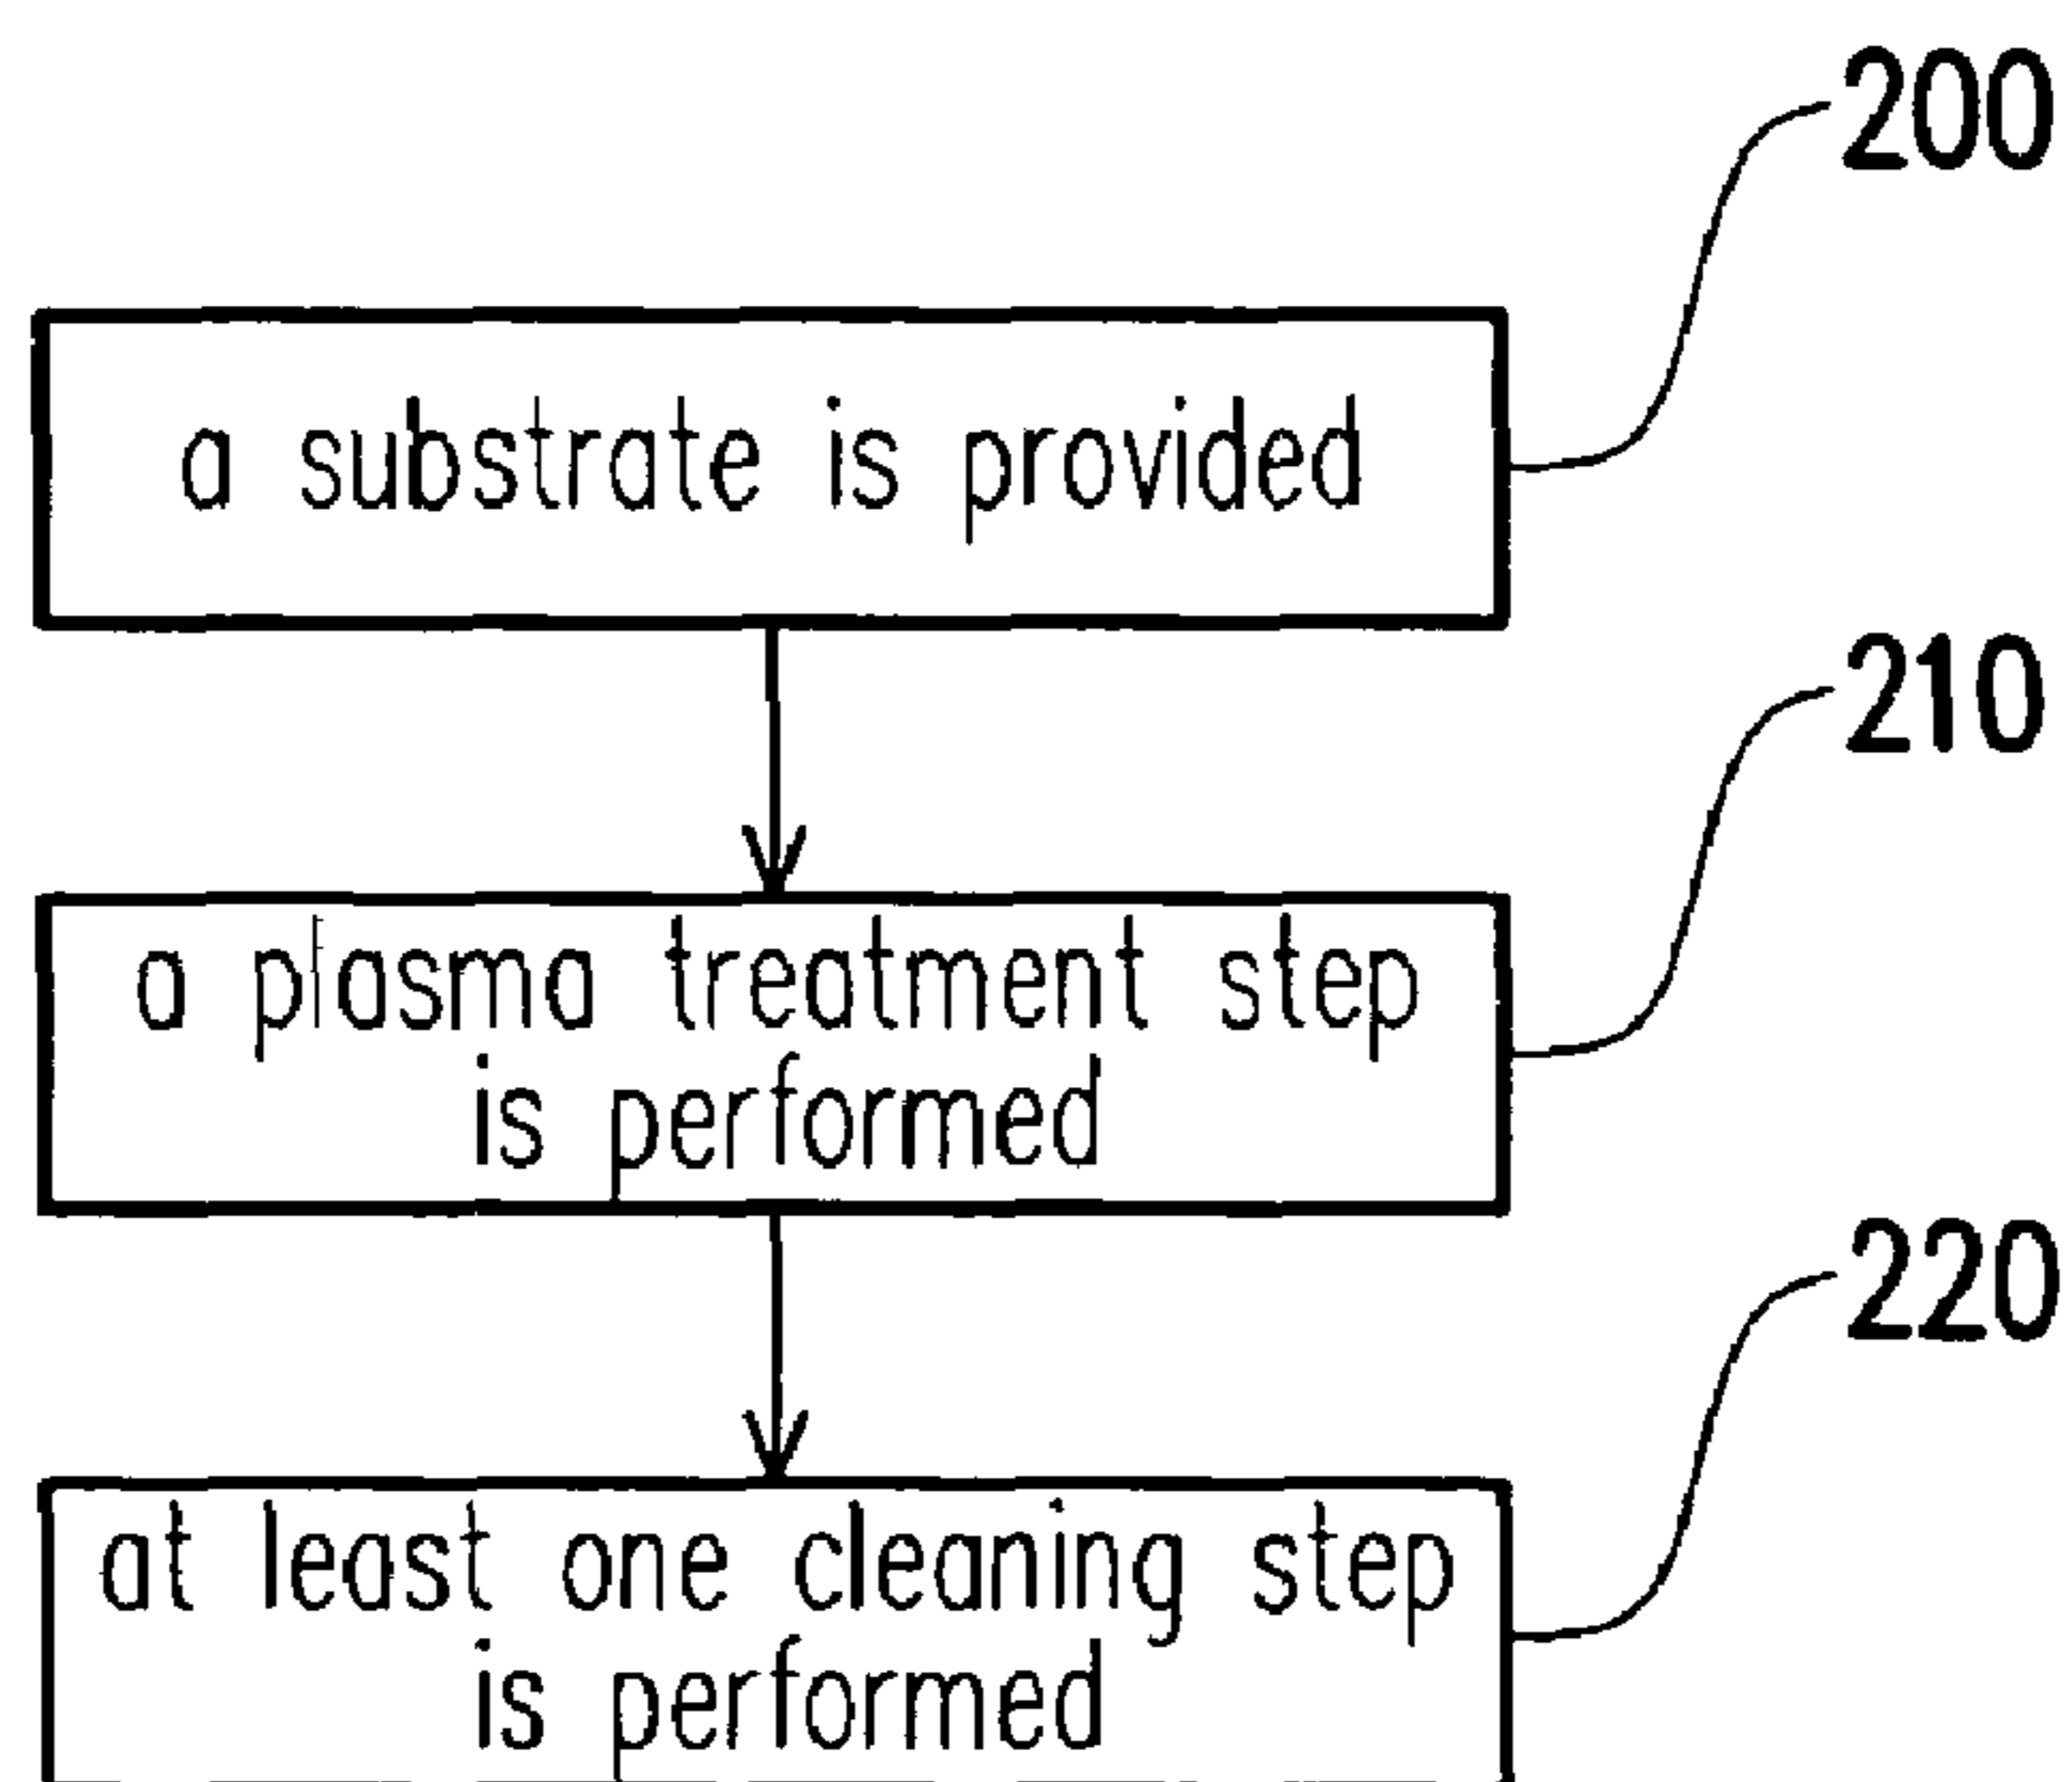 200
a substrate is provided
210
a plasma treatment step
is performed
220
at least one cleaning step
is performed